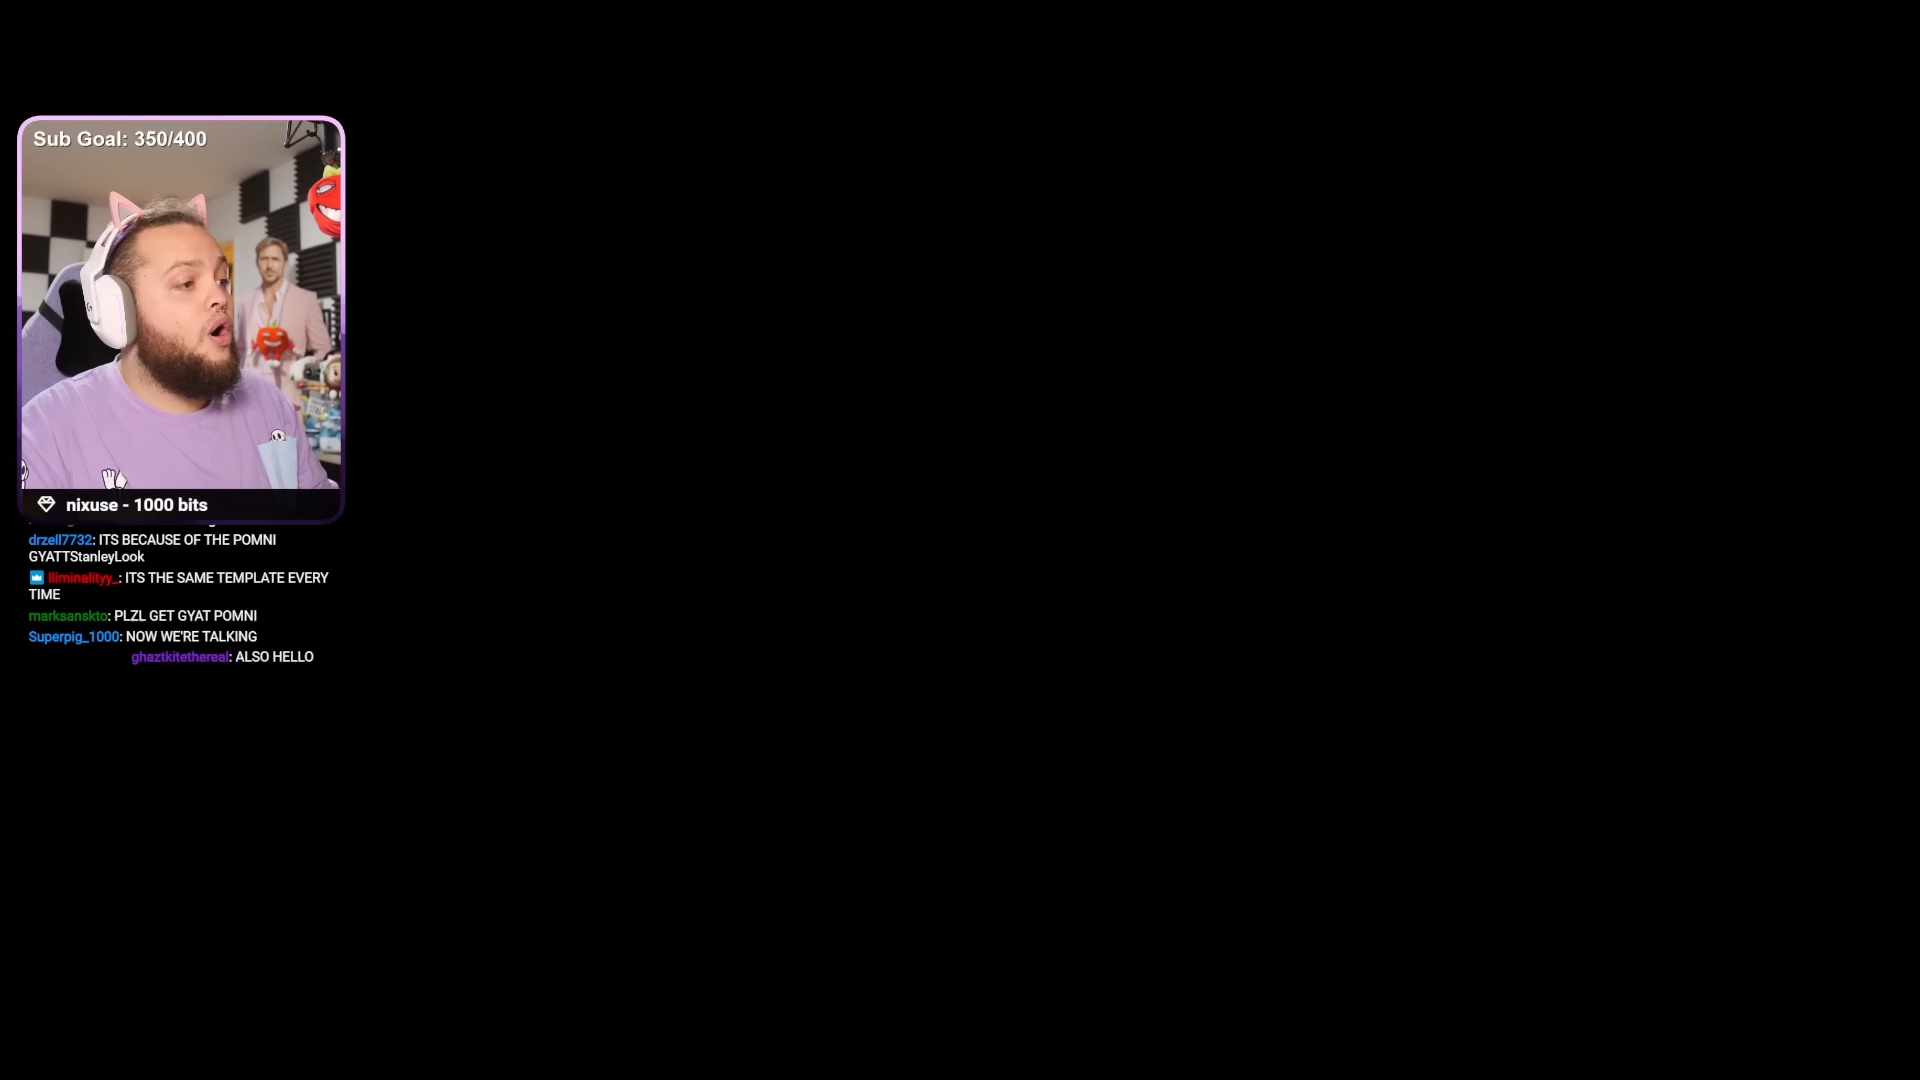 Sub Goal: 350/400
nixuse - 1000 bits
drzell7732: ITS BECAUSE OF THE POMNI
GYATTStanleyLook
lliminalityy_: ITS THE SAME TEMPLATE EVERY
TIME
marksanskto: PLZL GET GYAT POMNI
Superpig_1000: NOW WE'RE TALKING
ghaztkitethereal: ALSO HELLO